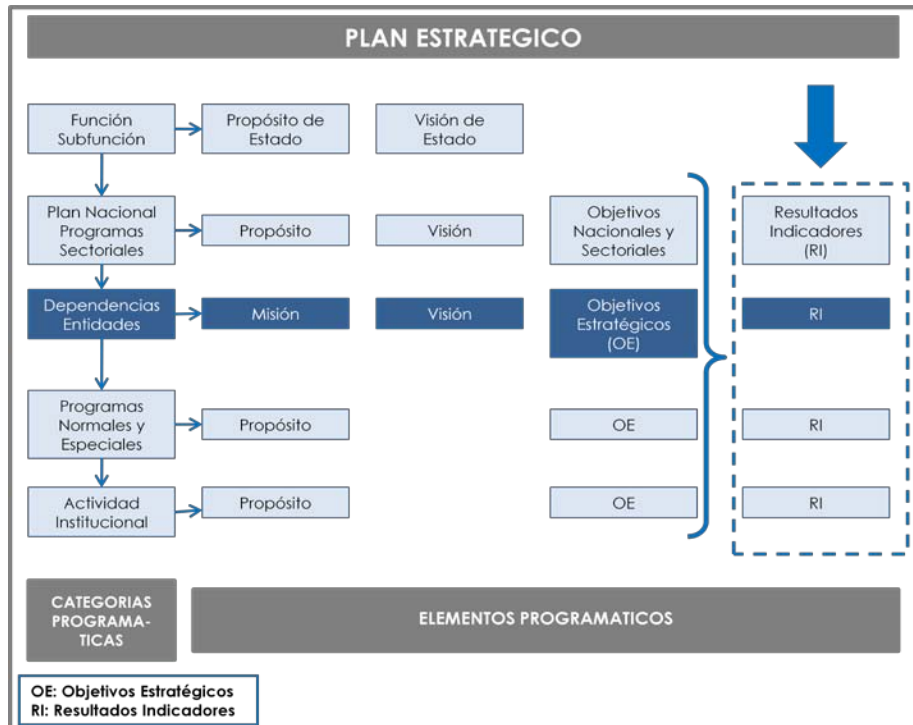 PLAN ESTRATEGICO
Función
Subfunción
Propósito de
Estado
Visión de
Estado
Plan Nacional
Programas
Sectoriales
Propósito
Visión
Objetivos
Nacionales y
Sectoriales
Resultados
Indicadores
(RI)
Dependencias
Entidades
Misión
Visión
Objetivos
Estratégicos
(OE)
RI
Programas
Normales y
Especiales
Propósito
OE
RI
Actividad
Institucional
Propósito
OE
RI
CATEGORIAS
PROGRAMA-
TICAS
ELEMENTOS PROGRAMATICOS
OE: Objetivos Estratégicos
RI: Resultados Indicadores